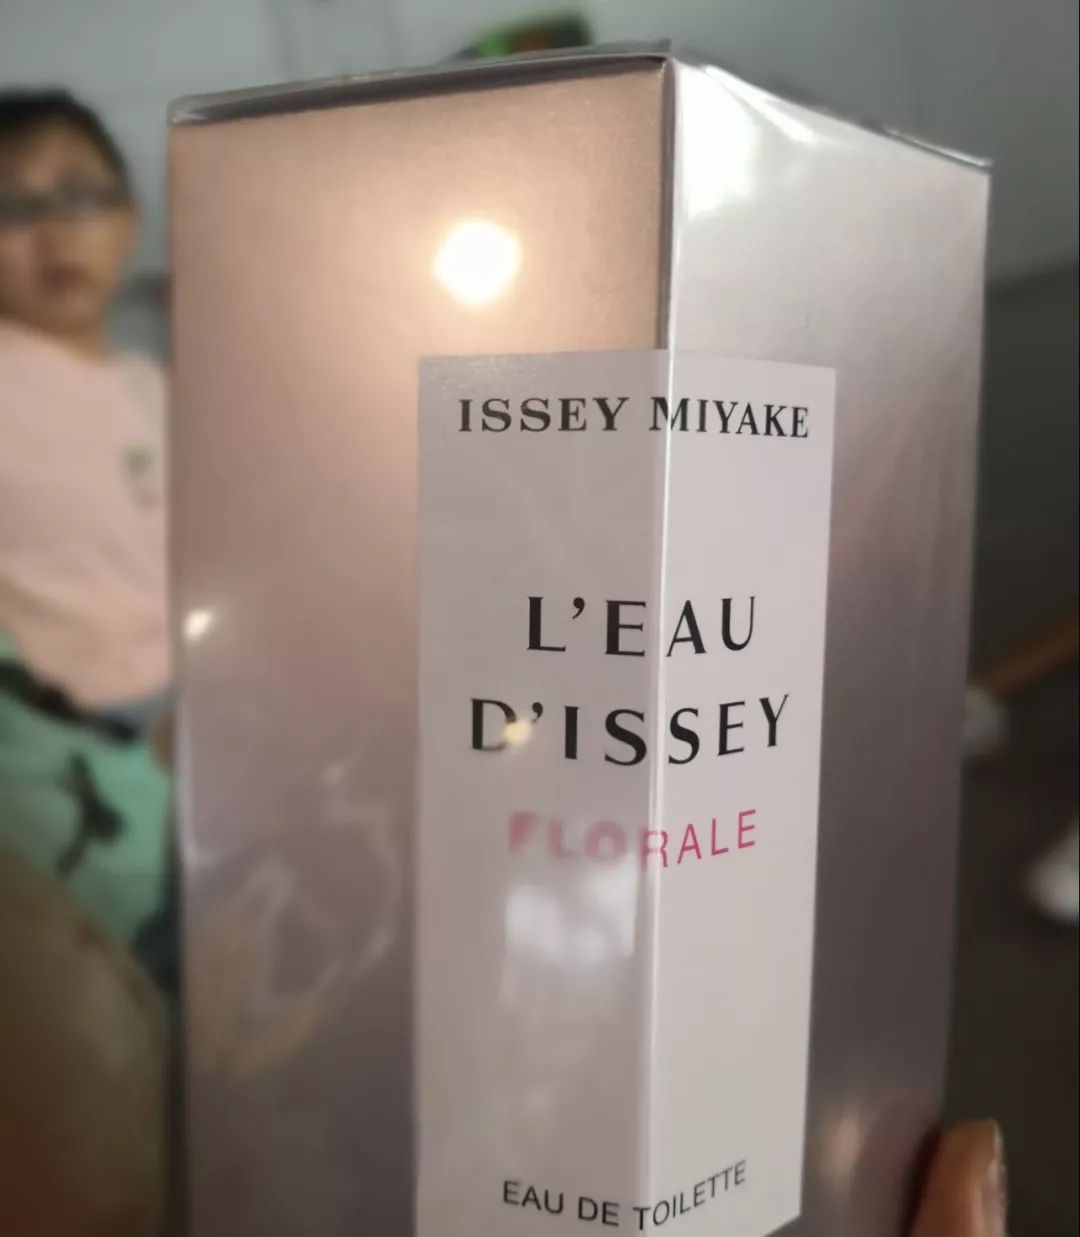 ISSEY MIYAKE
L'EAU
D'ISSEY
FLORALE
EAU DE TOILETTE